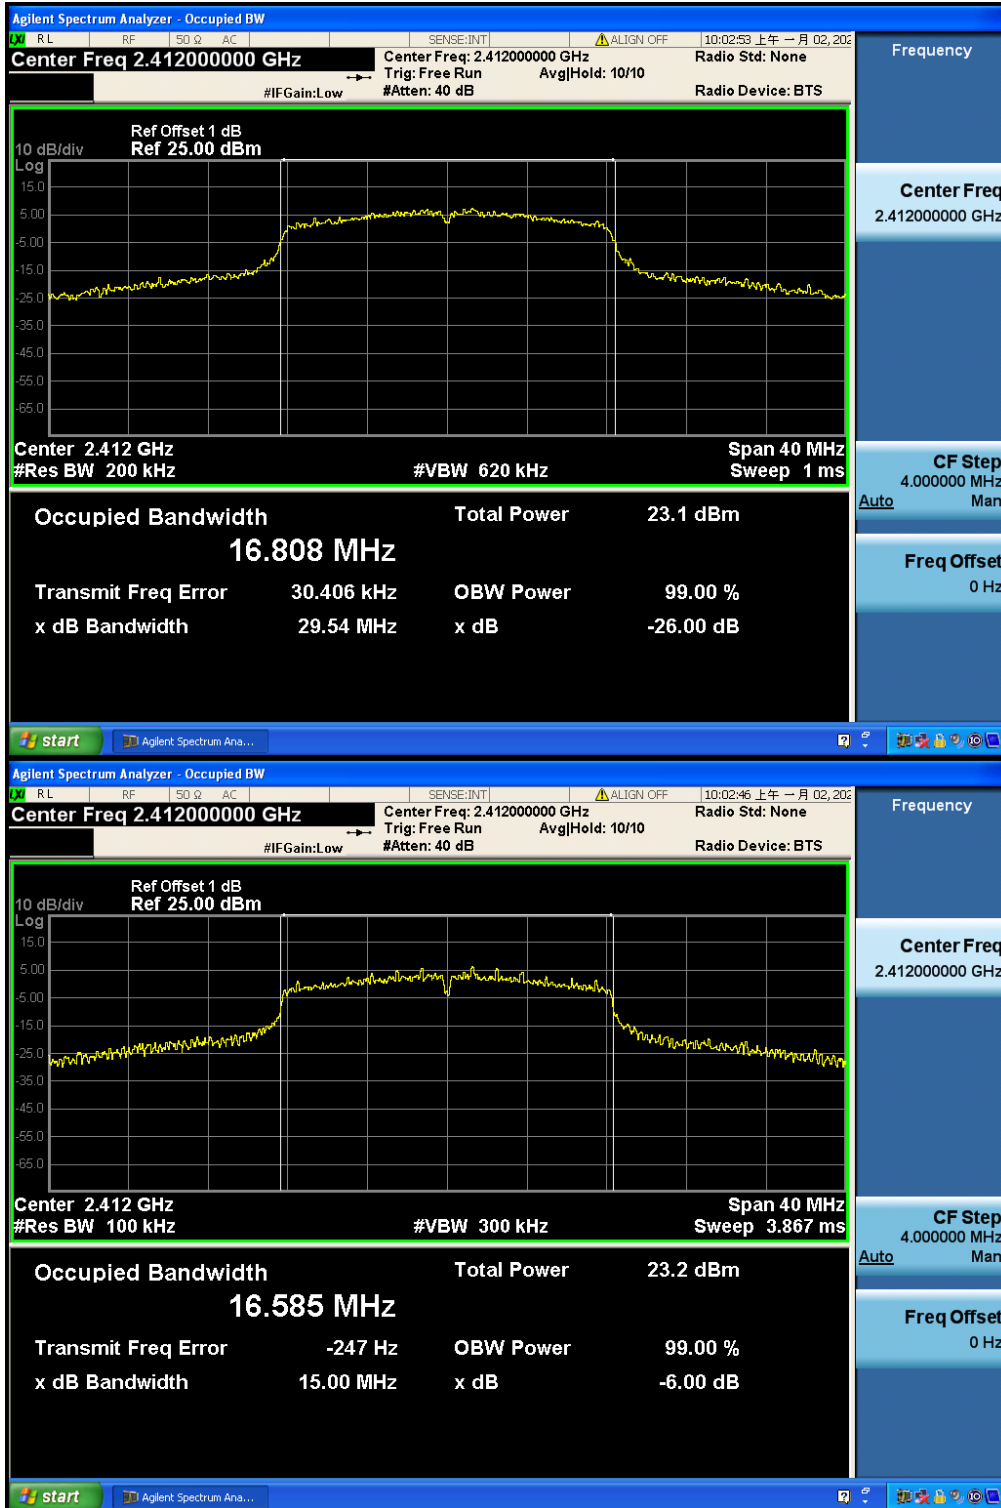 Agilent Spectrum Analyzer - Occupied BW
LXI RL RF 50 Ω AC SENSE:INT ALIGN OFF 10:02:53 上午 一月 02, 202
Center Freq 2.412000000 GHz
Center Freq: 2.412000000 GHz Radio Std: None
Trig: Free Run Avg|Hold: 10/10
#IFGain:Low #Atten: 40 dB Radio Device: BTS
Frequency
Ref Offset 1 dB
10 dB/div Ref 25.00 dBm
Log
15.0
5.00
-5.00
-15.0
-25.0
-35.0
-45.0
-55.0
-65.0
Center 2.412 GHz Span 40 MHz
#Res BW 200 kHz #VBW 620 kHz Sweep 1 ms
Center Freq
2.412000000 GHz
CF Step
4.000000 MHz
Auto Man
Freq Offset
0 Hz
Occupied Bandwidth Total Power 23.1 dBm
16.808 MHz
Transmit Freq Error 30.406 kHz OBW Power 99.00 %
x dB Bandwidth 29.54 MHz x dB -26.00 dB
start Agilent Spectrum Ana...
Agilent Spectrum Analyzer - Occupied BW
LXI RL RF 50 Ω AC SENSE:INT ALIGN OFF 10:02:46 上午 一月 02, 202
Center Freq 2.412000000 GHz
Center Freq: 2.412000000 GHz Radio Std: None
Trig: Free Run Avg|Hold: 10/10
#IFGain:Low #Atten: 40 dB Radio Device: BTS
Frequency
Ref Offset 1 dB
10 dB/div Ref 25.00 dBm
Log
15.0
5.00
-5.00
-15.0
-25.0
-35.0
-45.0
-55.0
-65.0
Center 2.412 GHz Span 40 MHz
#Res BW 100 kHz #VBW 300 kHz Sweep 3.867 ms
Center Freq
2.412000000 GHz
CF Step
4.000000 MHz
Auto Man
Freq Offset
0 Hz
Occupied Bandwidth Total Power 23.2 dBm
16.585 MHz
Transmit Freq Error -247 Hz OBW Power 99.00 %
x dB Bandwidth 15.00 MHz x dB -6.00 dB
start Agilent Spectrum Ana...